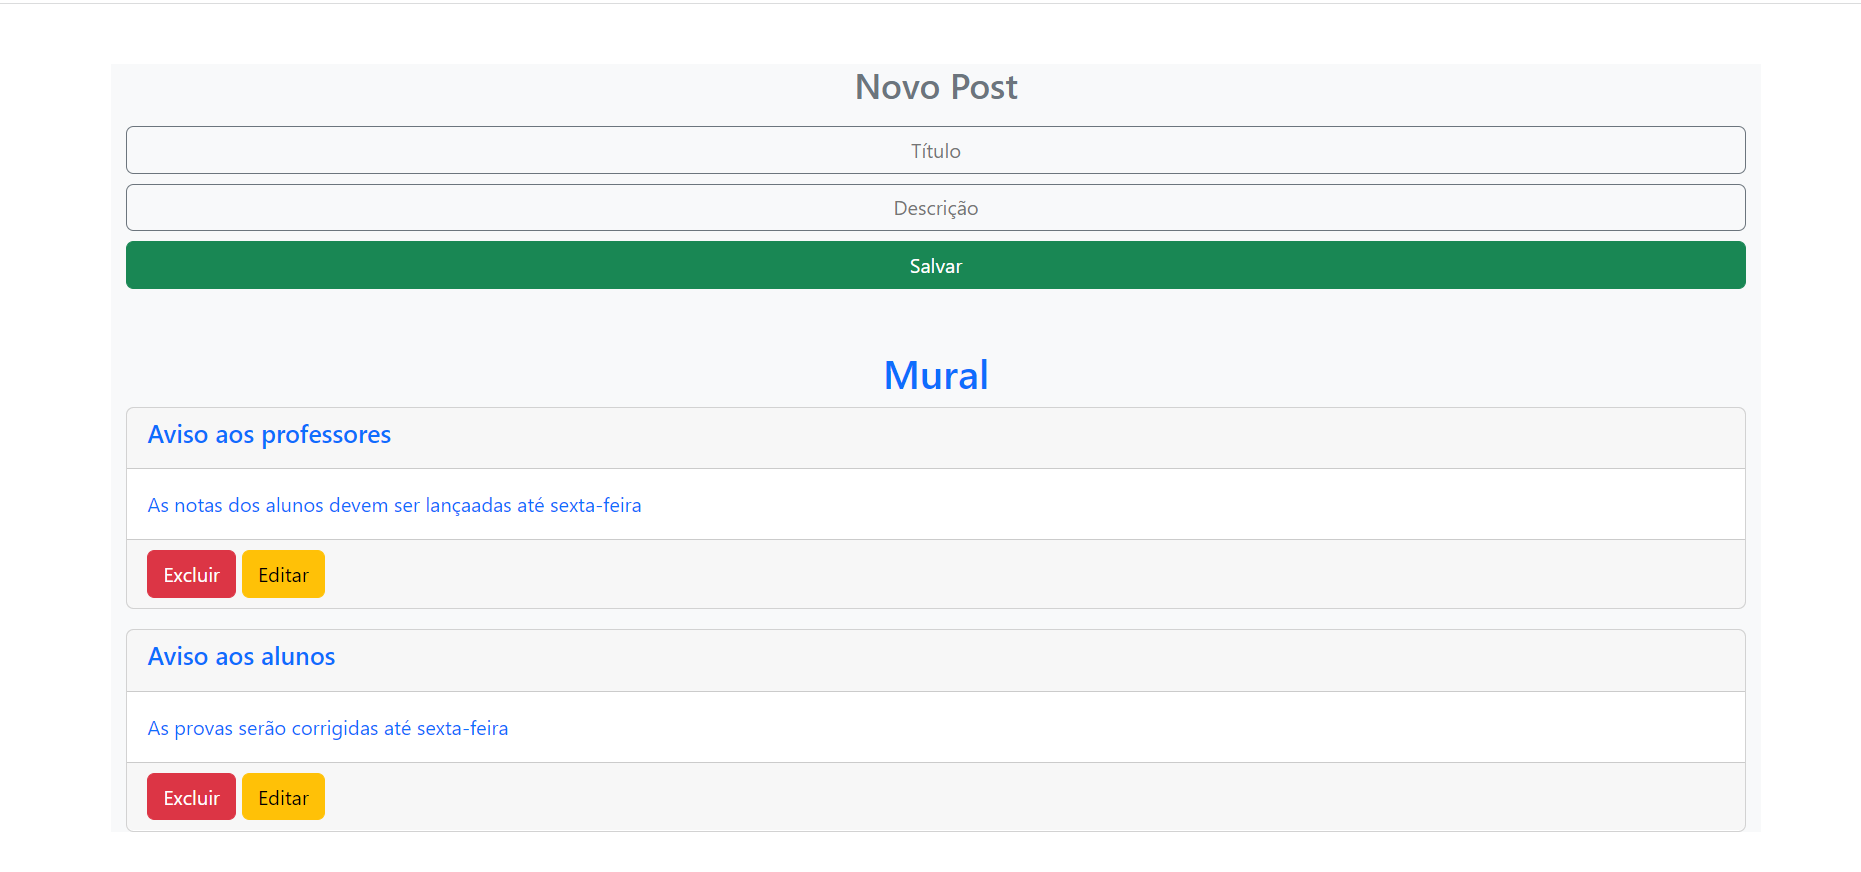 Novo Post
Título
Descrição
Salvar
Mural
Aviso aos professores
As notas dos alunos devem ser lançaadas até sexta-feira
Excluir Editar
Aviso aos alunos
As provas serão corrigidas até sexta-feira
Excluir Editar